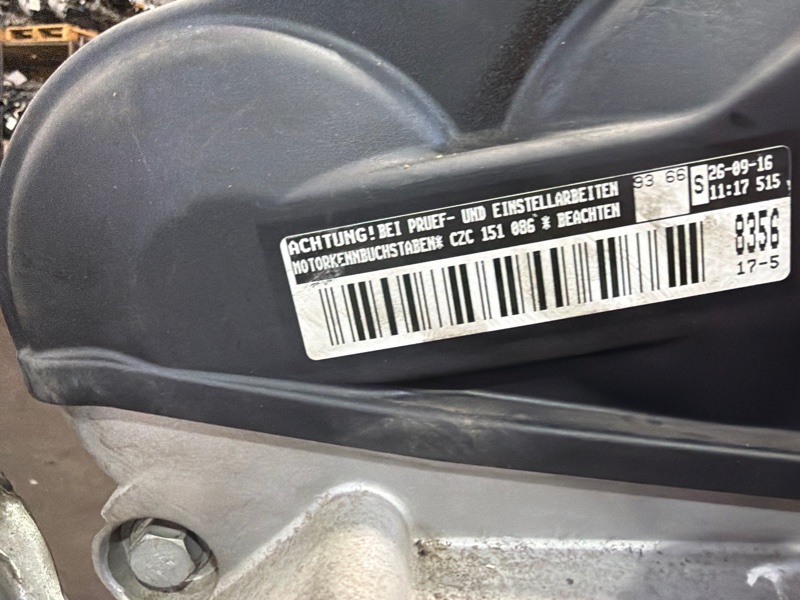 ACHTUNG! BEI PRUEF- UND EINSTELLARBEITEN
MOTORKENNBUCHSTABEN* CZC 151 086 * BEACHTEN
93 66
S
26-09-16
11:17 515
8356
17-5